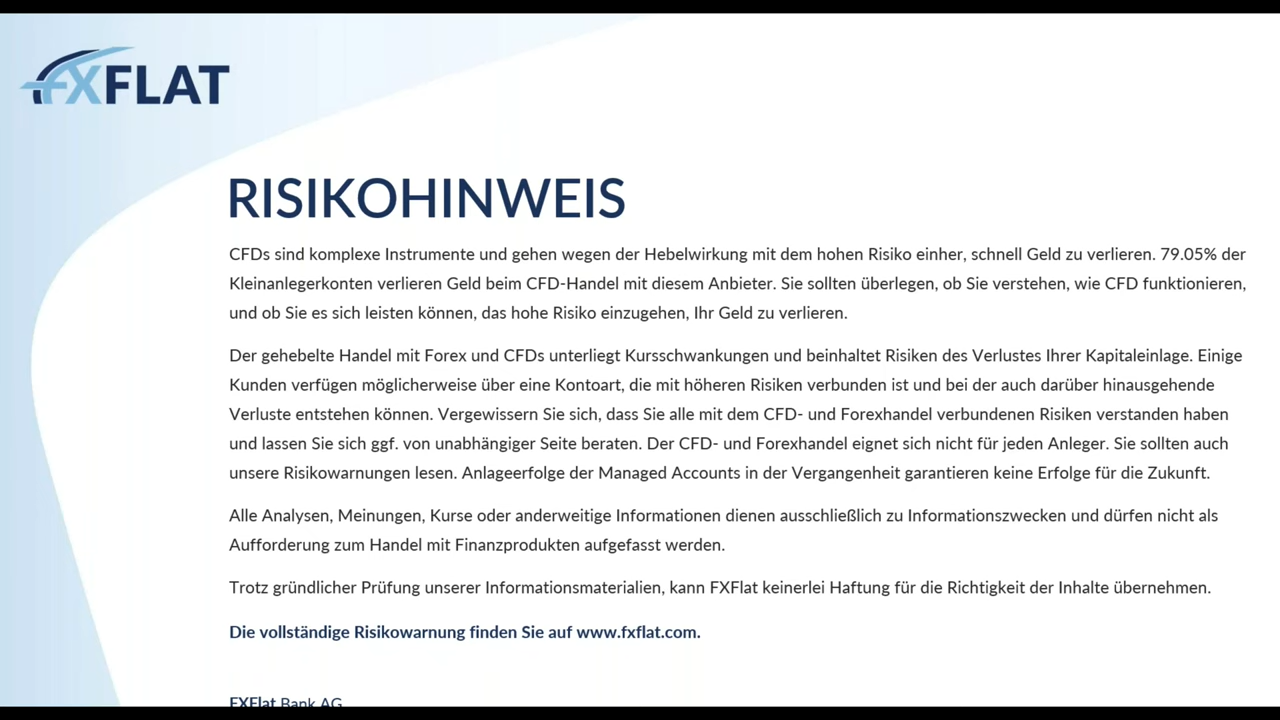 FXFLAT
RISIKOHINWEIS
CFDs sind komplexe Instrumente und gehen wegen der Hebelwirkung mit dem hohen Risiko einher, schnell Geld zu verlieren. 79.05% der
Kleinanlegerkonten verlieren Geld beim CFD-Handel mit diesem Anbieter. Sie sollten überlegen, ob Sie verstehen, wie CFD funktionieren,
und ob Sie es sich leisten können, das hohe Risiko einzugehen, Ihr Geld zu verlieren.
Der gehebelte Handel mit Forex und CFDs unterliegt Kursschwankungen und beinhaltet Risiken des Verlustes Ihrer Kapitaleinlage. Einige
Kunden verfügen möglicherweise über eine Kontoart, die mit höheren Risiken verbunden ist und bei der auch darüber hinausgehende
Verluste entstehen können. Vergewissern Sie sich, dass Sie alle mit dem CFD- und Forexhandel verbundenen Risiken verstanden haben
und lassen Sie sich ggf. von unabhängiger Seite beraten. Der CFD- und Forexhandel eignet sich nicht für jeden Anleger. Sie sollten auch
unsere Risikowarnungen lesen. Anlageerfolge der Managed Accounts in der Vergangenheit garantieren keine Erfolge für die Zukunft.
Alle Analysen, Meinungen, Kurse oder anderweitige Informationen dienen ausschließlich zu Informationszwecken und dürfen nicht als
Aufforderung zum Handel mit Finanzprodukten aufgefasst werden.
Trotz gründlicher Prüfung unserer Informationsmaterialien, kann FXFlat keinerlei Haftung für die Richtigkeit der Inhalte übernehmen.
Die vollständige Risikowarnung finden Sie auf www.fxflat.com.
FXFlat Bank AG